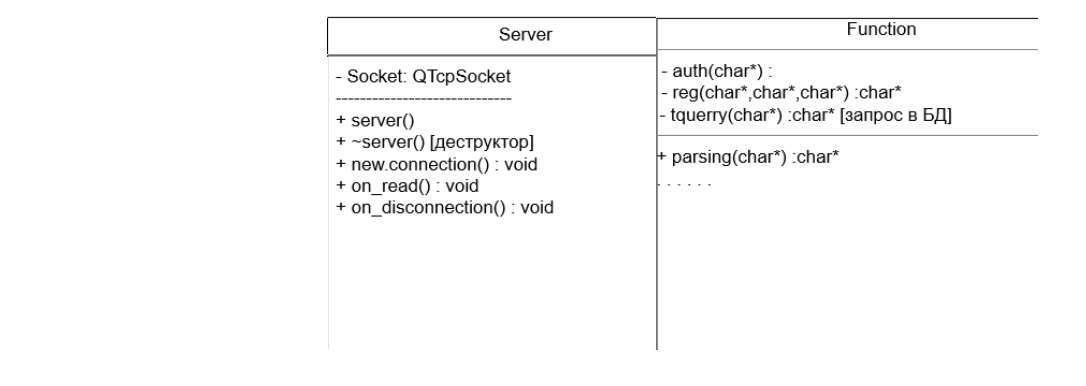 Server
- Socket: QTcpSocket
-----------------------------
+ server()
+ ~server() [деструктор]
+ new.connection() : void
+ on_read() : void
+ on_disconnection() : void
Function
- auth(char*) :
- reg(char*,char*,char*) :char*
- tquerry(char*) :char* [запрос в БД]
+ parsing(char*) :char*
. . . . . .